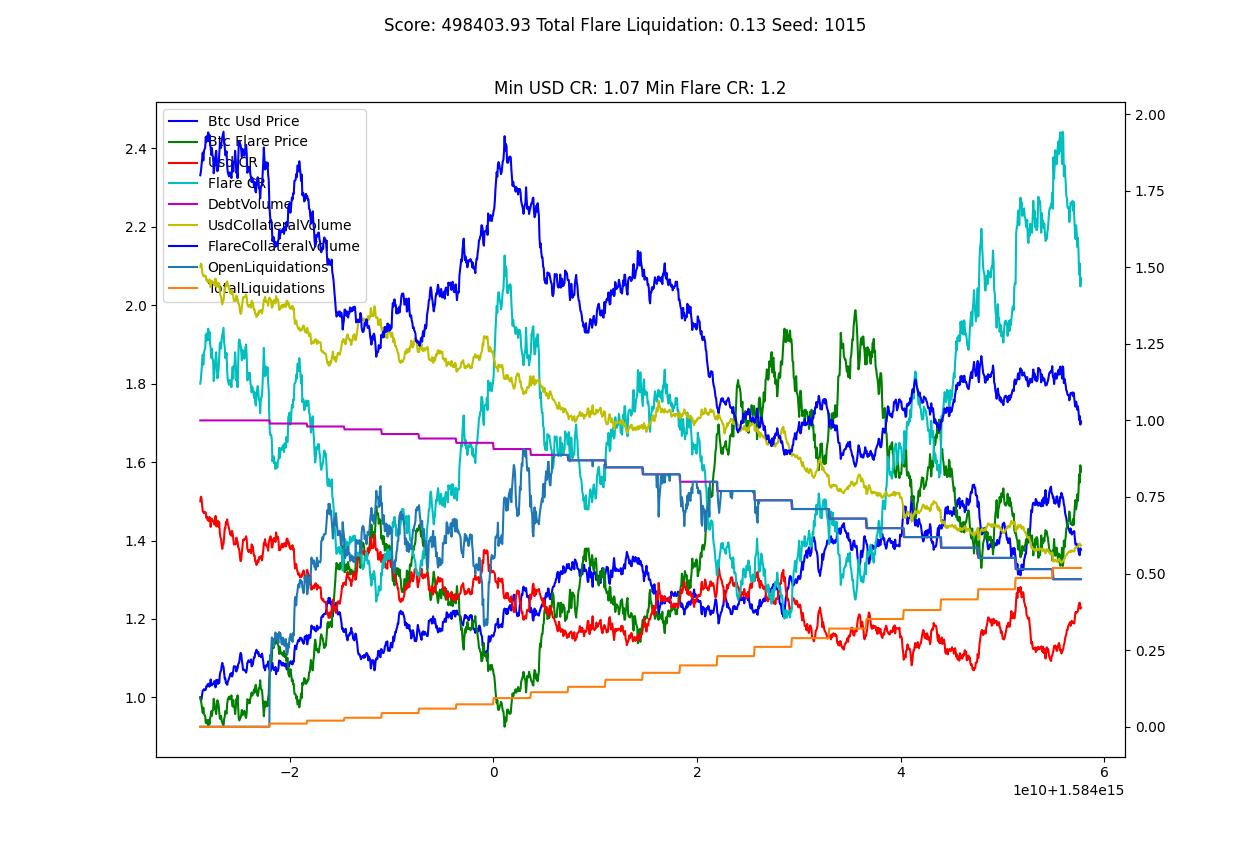 Score: 498403.93 Total Flare Liquidation: 0.13 Seed: 1015
Min USD CR: 1.07 Min Flare CR: 1.2
Btc Usd Price
Btc Flare Price
Usd CR
Flare CR
DebtVolume
UsdCollateralVolume
FlareCollateralVolume
OpenLiquidations
TotalLiquidations
2.4
2.2
2.0
1.8
1.6
1.4
1.2
1.0
2.00
1.75
1.50
1.25
1.00
0.75
0.50
0.25
0.00
−2 0 2 4 6
1e10+1.584e15